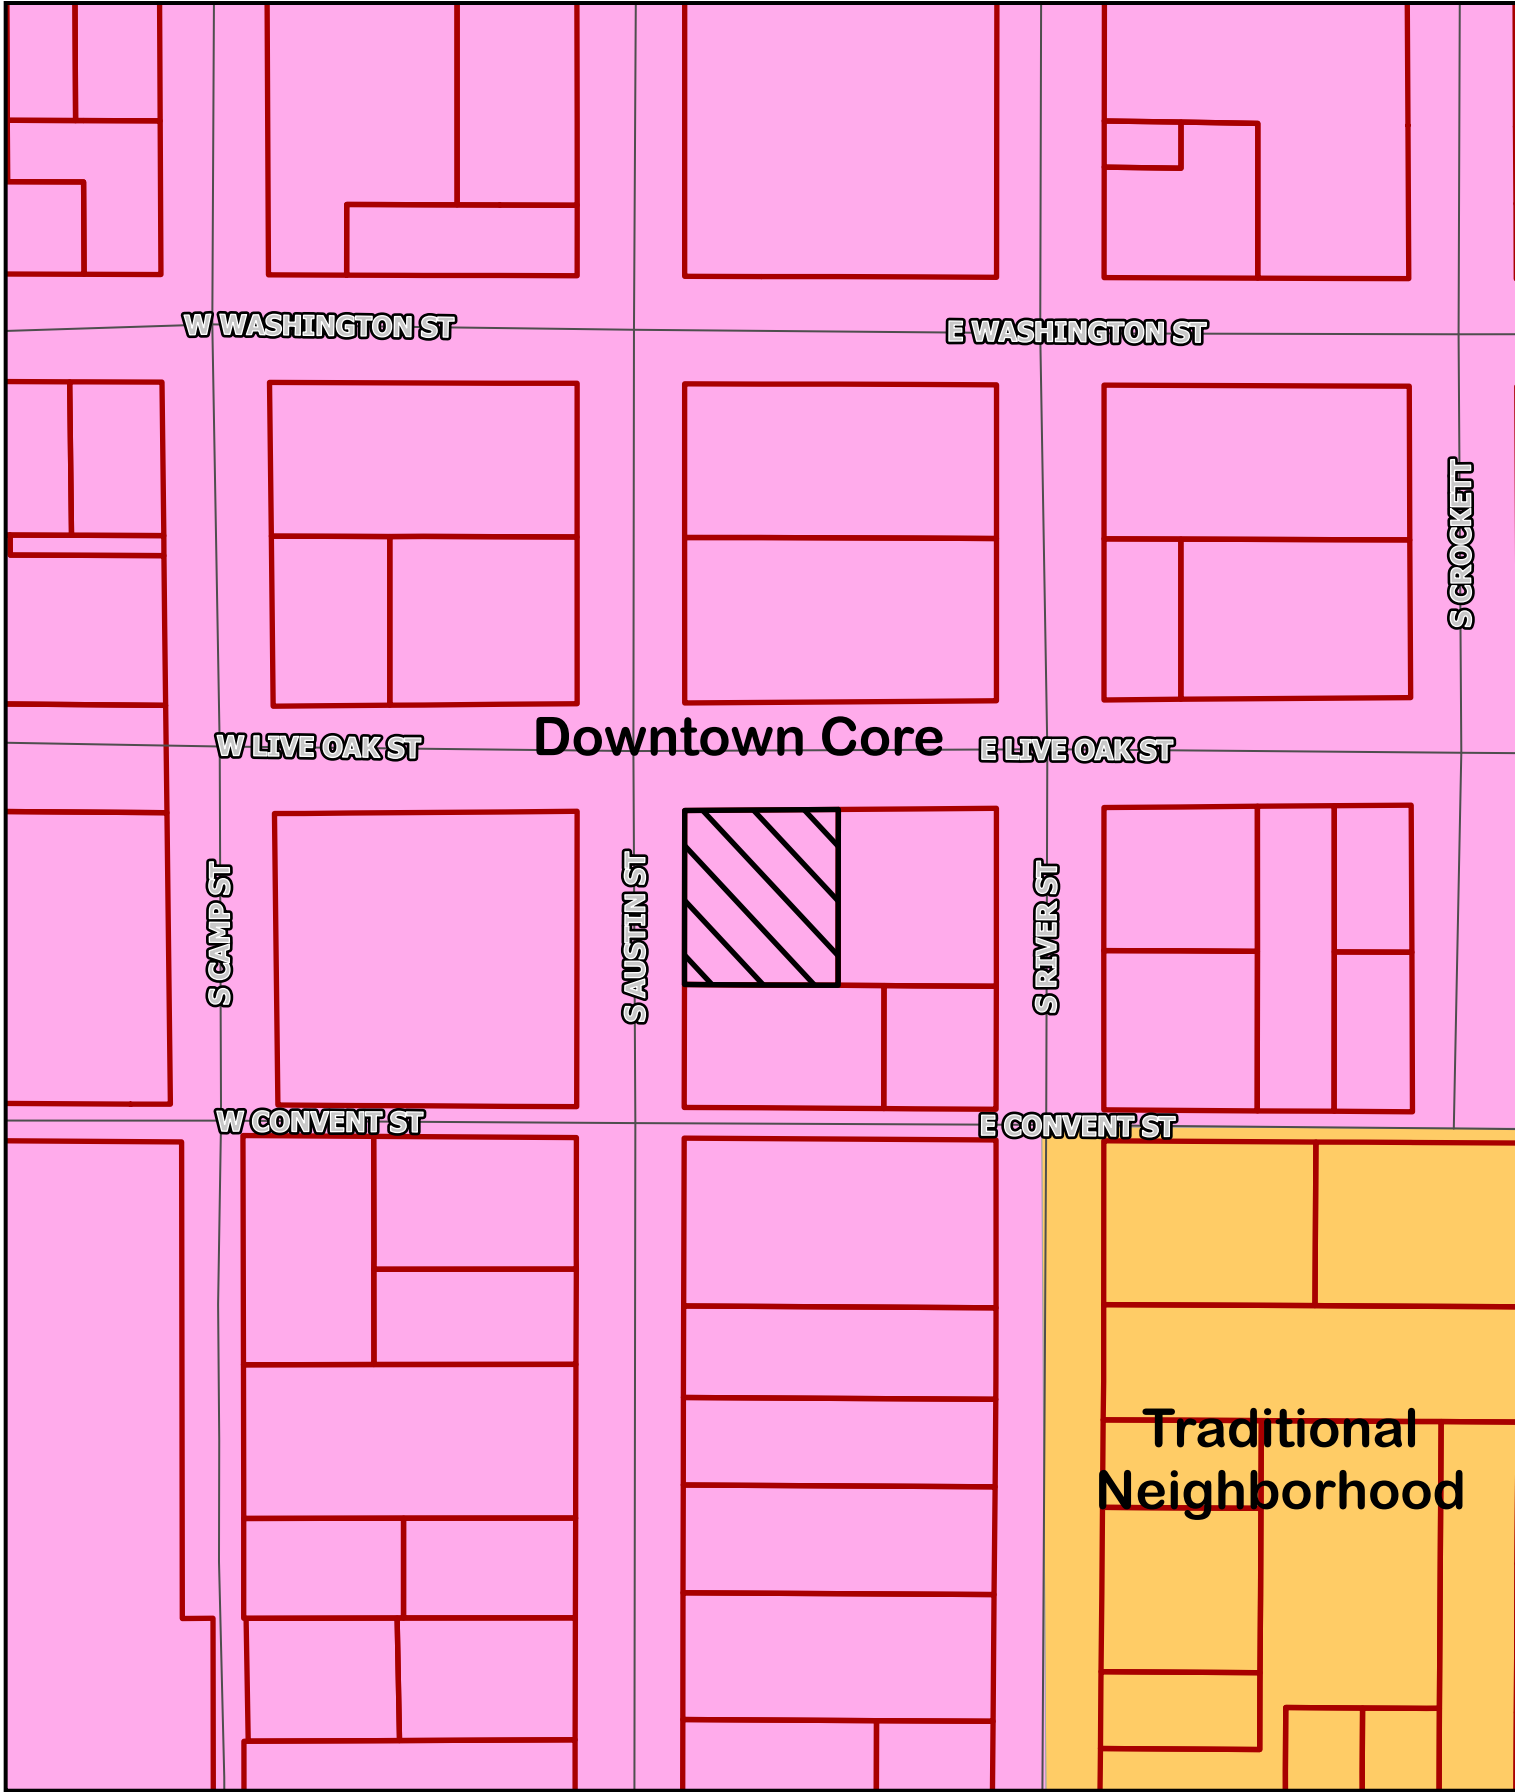 W WASHINGTON ST
E WASHINGTON ST
S CROCKETT
Downtown Core
W LIVE OAK ST
E LIVE OAK ST
S CAMP ST
S AUSTIN ST
S RIVER ST
W CONVENT ST
E CONVENT ST
Traditional
Neighborhood